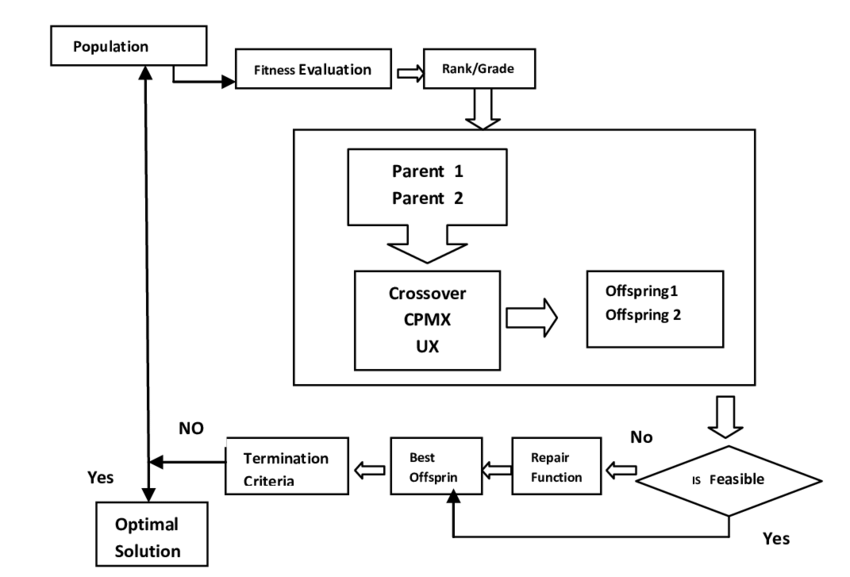 Population
Fitness Evaluation
Rank/Grade
Parent 1
Parent 2
Crossover
CPMX
UX
Offspring1
Offspring 2
NO
No
Termination
Criteria
Best
Offsprin
Repair
Function
IS Feasible
Yes
Yes
Optimal
Solution